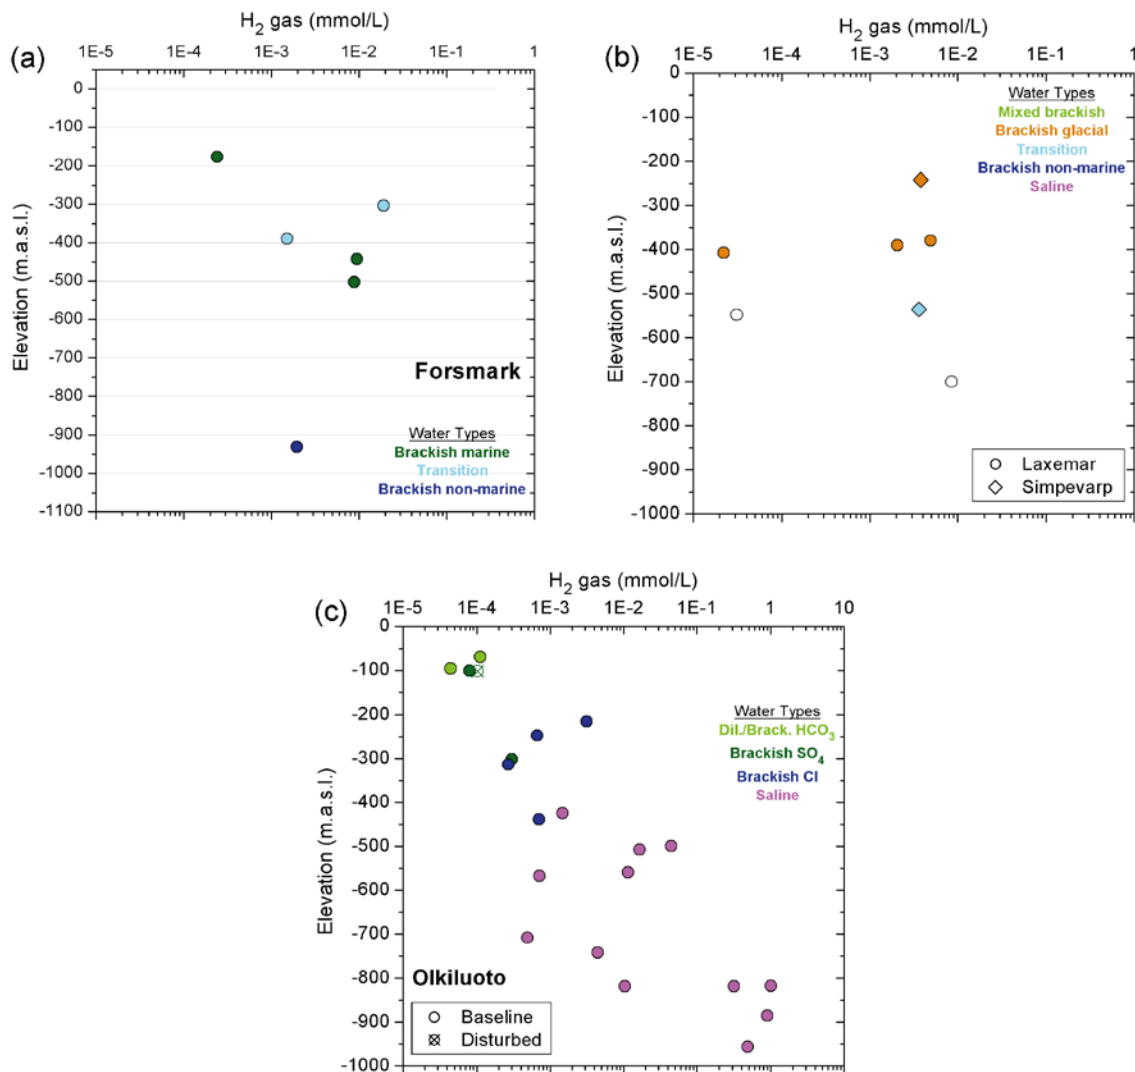 H2 gas (mmol/L)
(a)
1E-5 1E-4 1E-3 1E-2 1E-1 1
0
-100
-200
-300
-400
-500
-600
-700
-800
-900
-1000
-1100
Elevation (m.a.s.l.)
Forsmark
Water Types
Brackish marine
Transition
Brackish non-marine
H2 gas (mmol/L)
(b)
1E-5 1E-4 1E-3 1E-2 1E-1 1
0
-100
-200
-300
-400
-500
-600
-700
-800
-900
-1000
Elevation (m.a.s.l.)
Water Types
Mixed brackish
Brackish glacial
Transition
Brackish non-marine
Saline
Laxemar
Simpevarp
H2 gas (mmol/L)
(c)
1E-5 1E-4 1E-3 1E-2 1E-1 1 10
0
-100
-200
-300
-400
-500
-600
-700
-800
-900
-1000
Elevation (m.a.s.l.)
Water Types
Dil./Brack. HCO3
Brackish SO4
Brackish Cl
Saline
Olkiluoto
Baseline
Disturbed